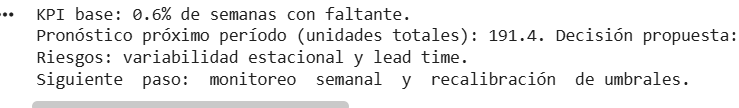 KPI base: 0.6% de semanas con faltante.
Pronóstico próximo período (unidades totales): 191.4. Decisión propuesta:
Riesgos: variabilidad estacional y lead time.
Siguiente paso: monitoreo semanal y recalibración de umbrales.